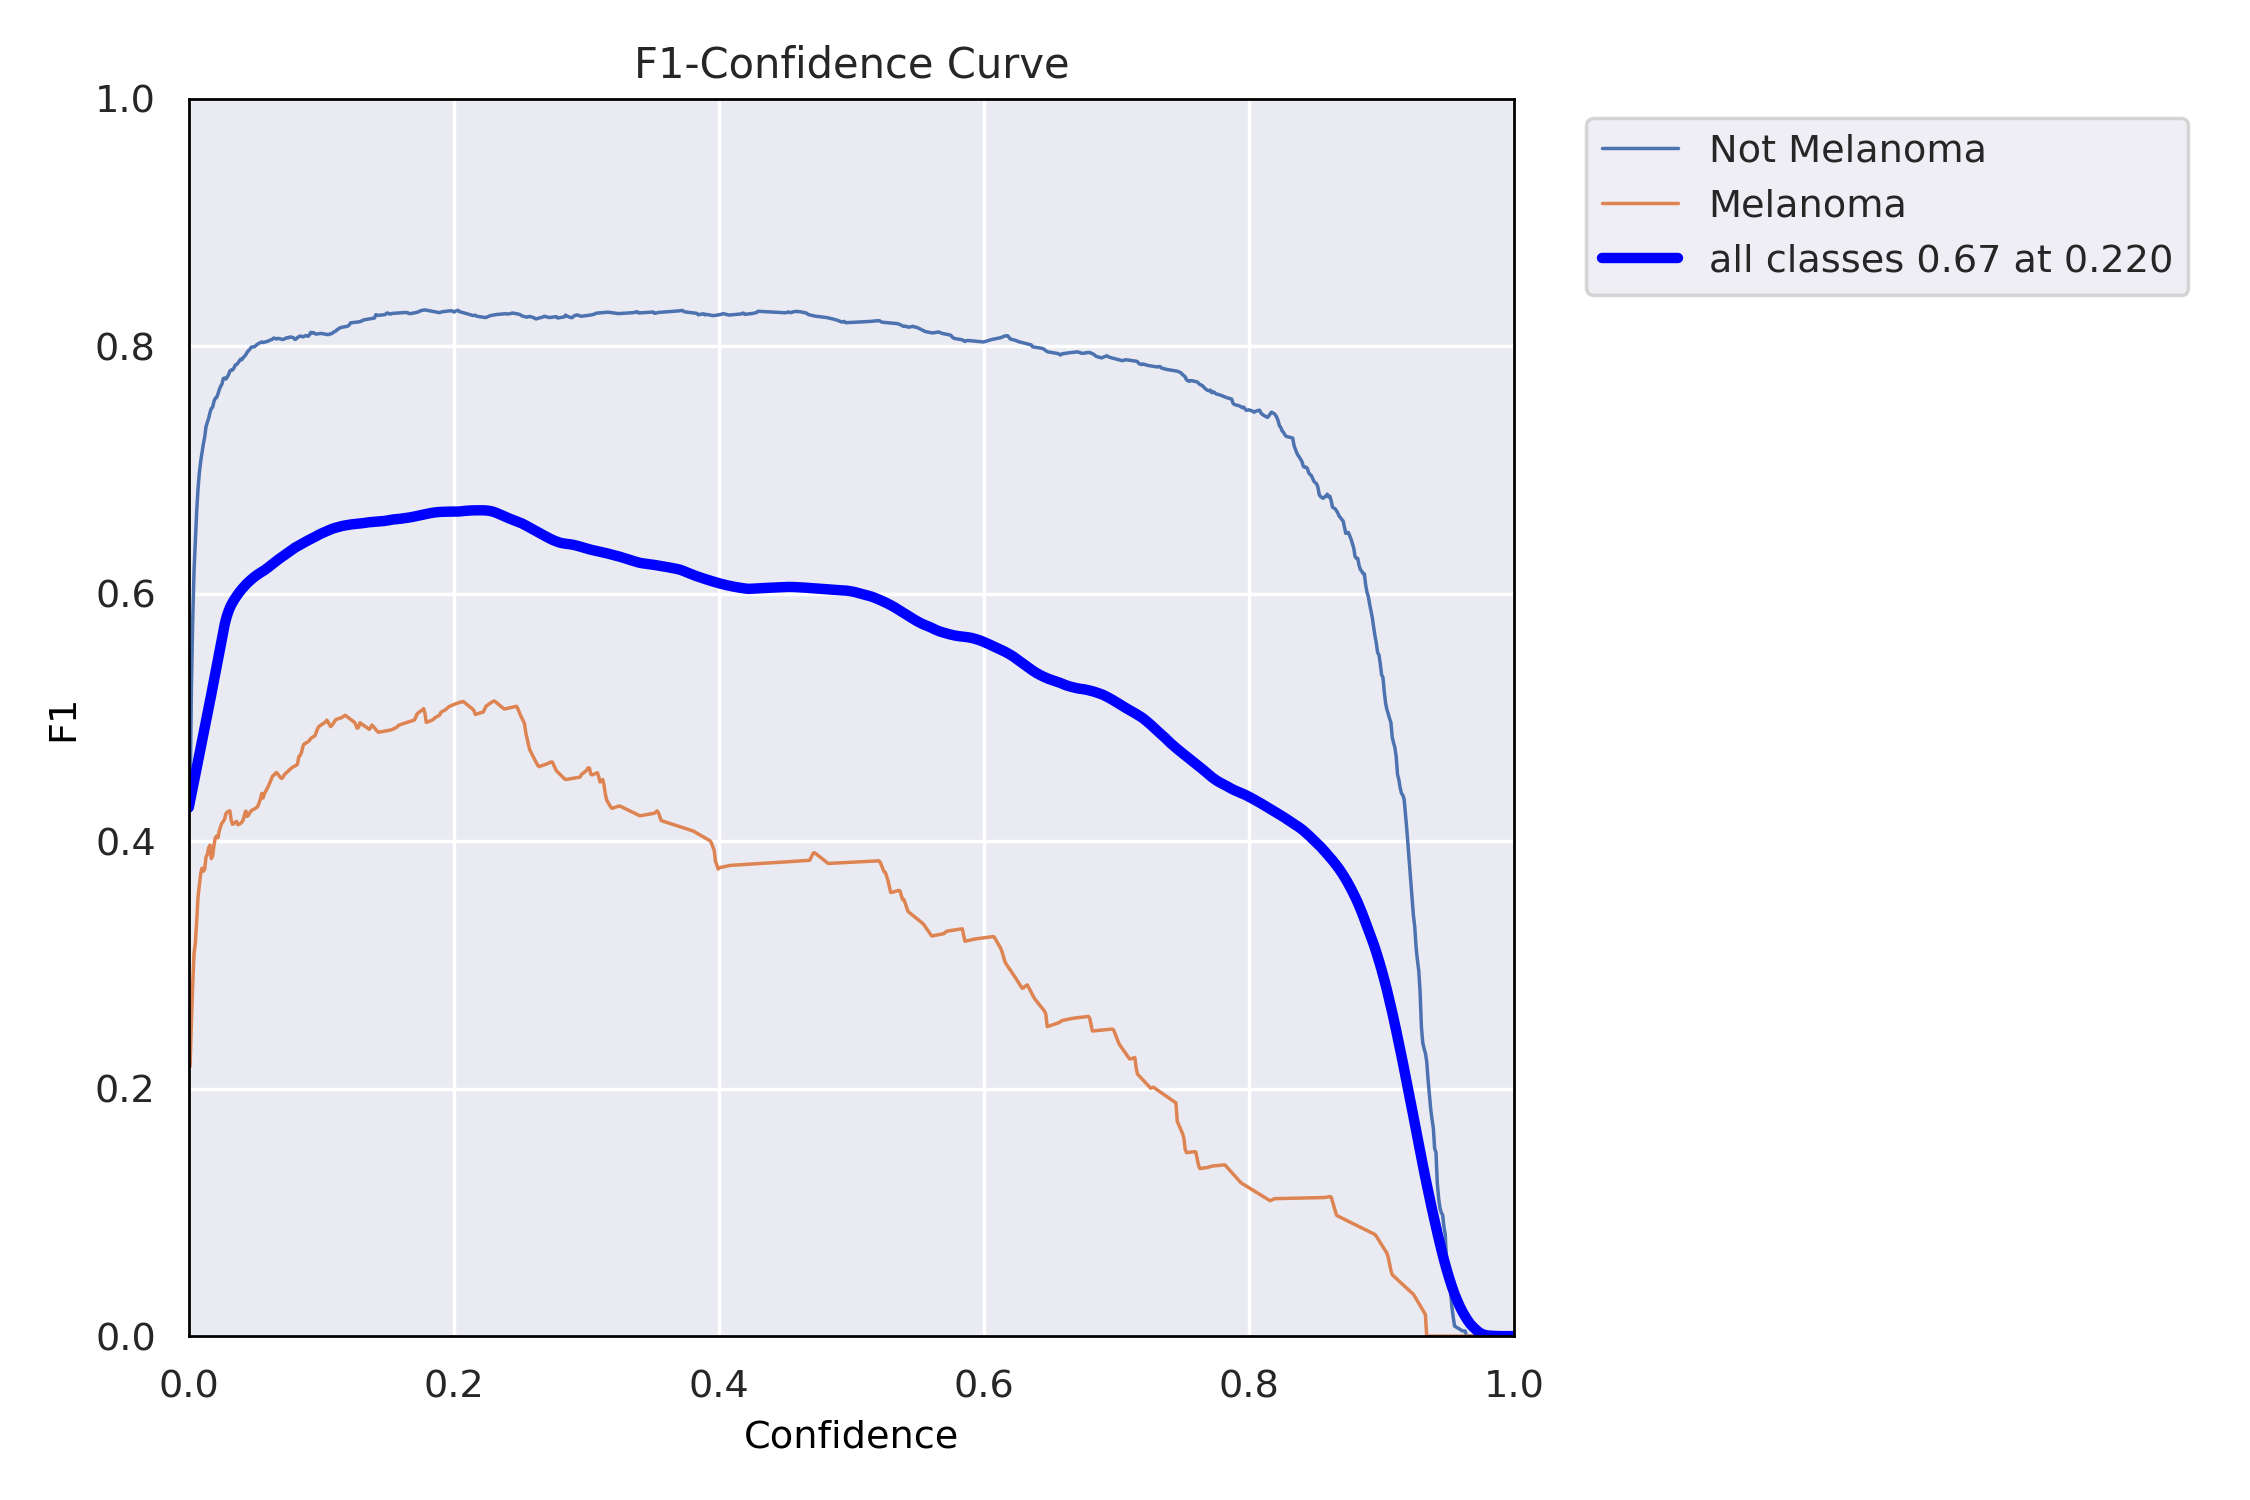 F1-Confidence Curve
1.0
0.8
0.6
0.4
0.2
0.0
F1
0.0 0.2 0.4 0.6 0.8 1.0
Confidence
Not Melanoma
Melanoma
all classes 0.67 at 0.220